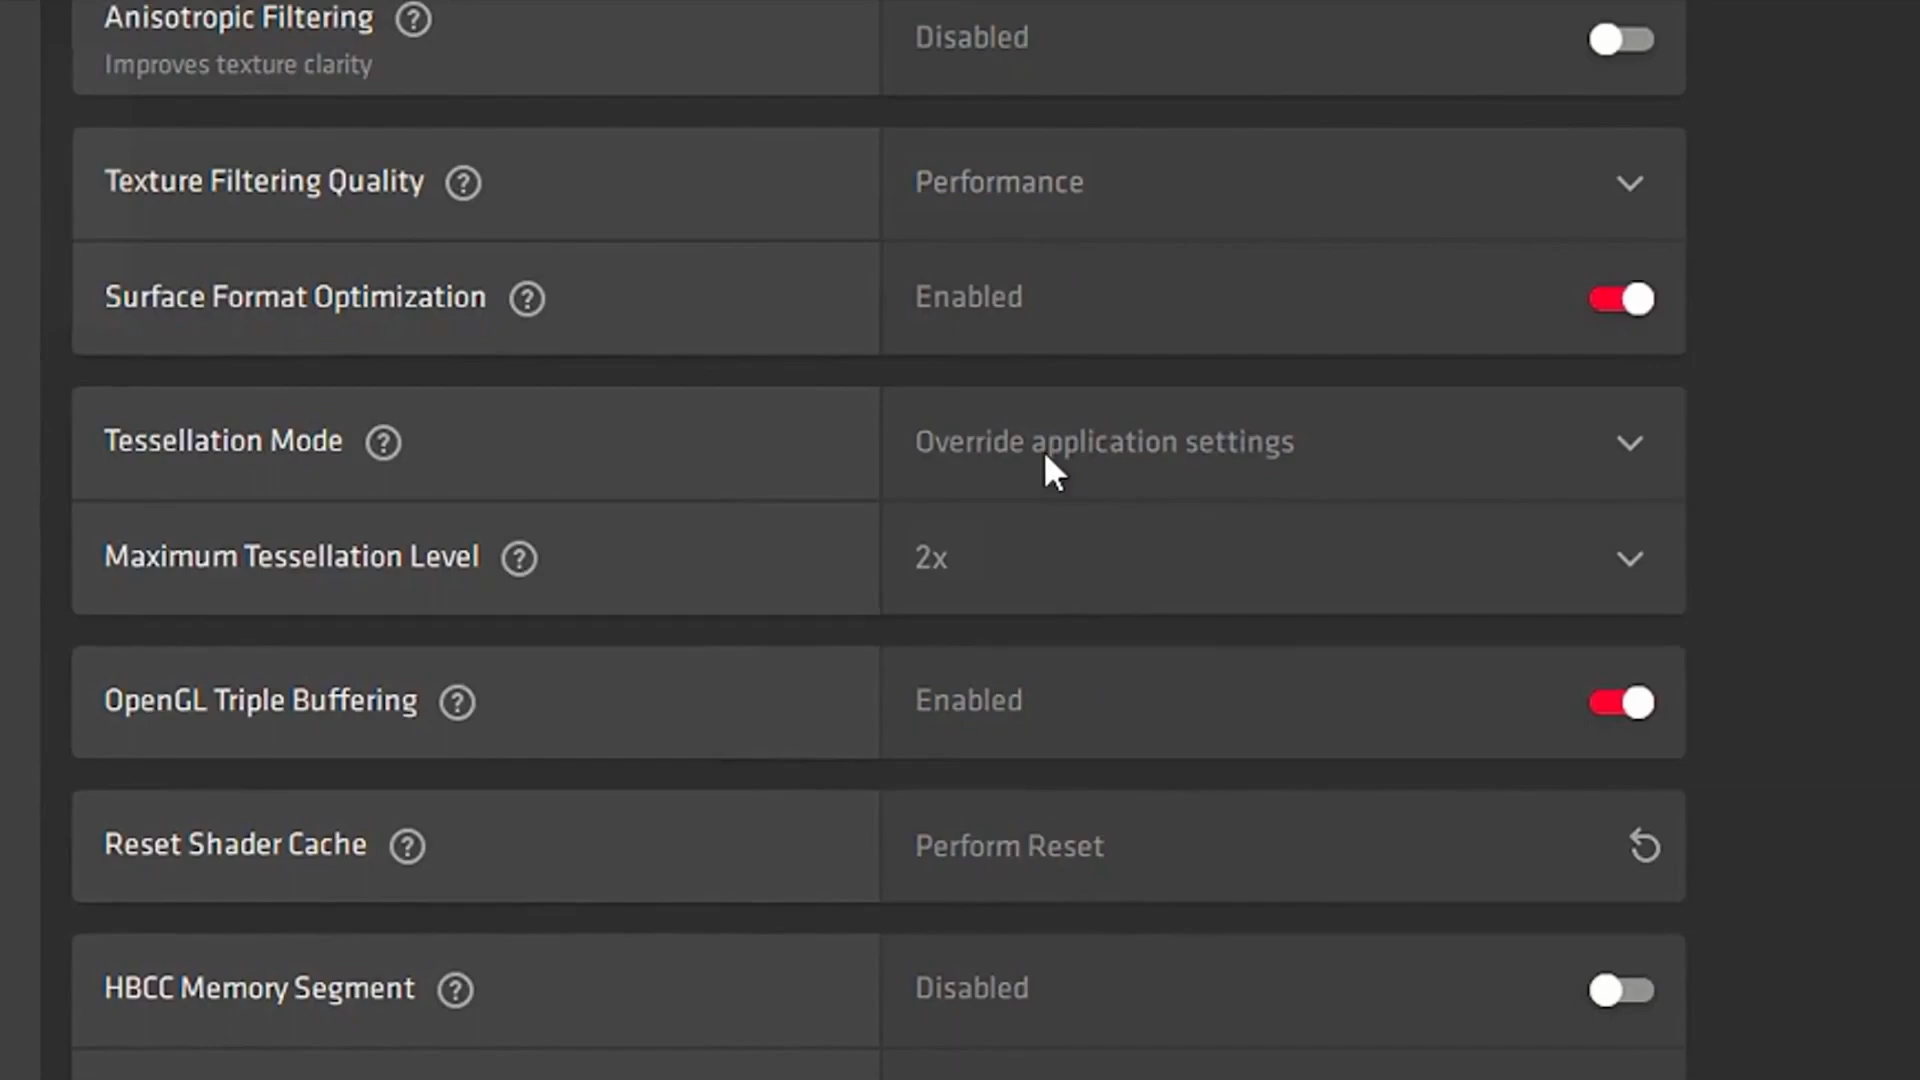 Anisotropic Filtering ?
Improves texture clarity
Disabled
Texture Filtering Quality ?
Performance
Surface Format Optimization ?
Enabled
Tessellation Mode ?
Override application settings
Maximum Tessellation Level ?
2x
OpenGL Triple Buffering ?
Enabled
Reset Shader Cache ?
Perform Reset
HBCC Memory Segment ?
Disabled